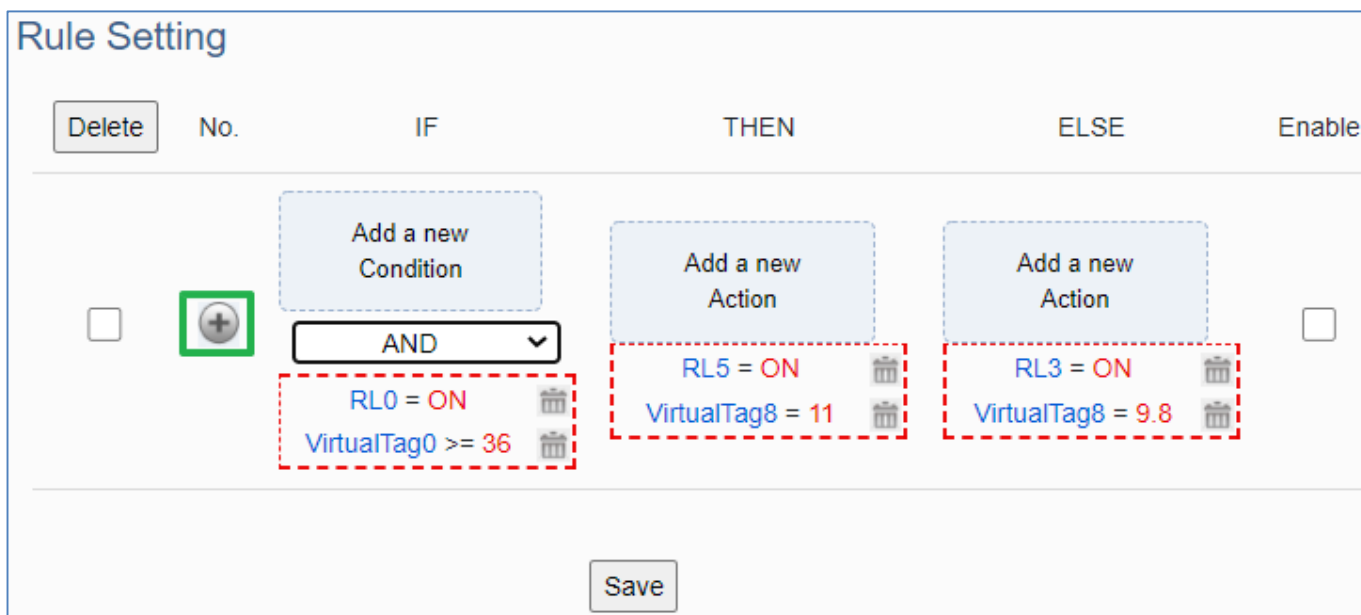 Rule Setting
Delete No. IF THEN ELSE Enable
Add a new
Condition
AND
RL0 = ON
VirtualTag0 >= 36
Add a new
Action
RL5 = ON
VirtualTag8 = 11
Add a new
Action
RL3 = ON
VirtualTag8 = 9.8
Save